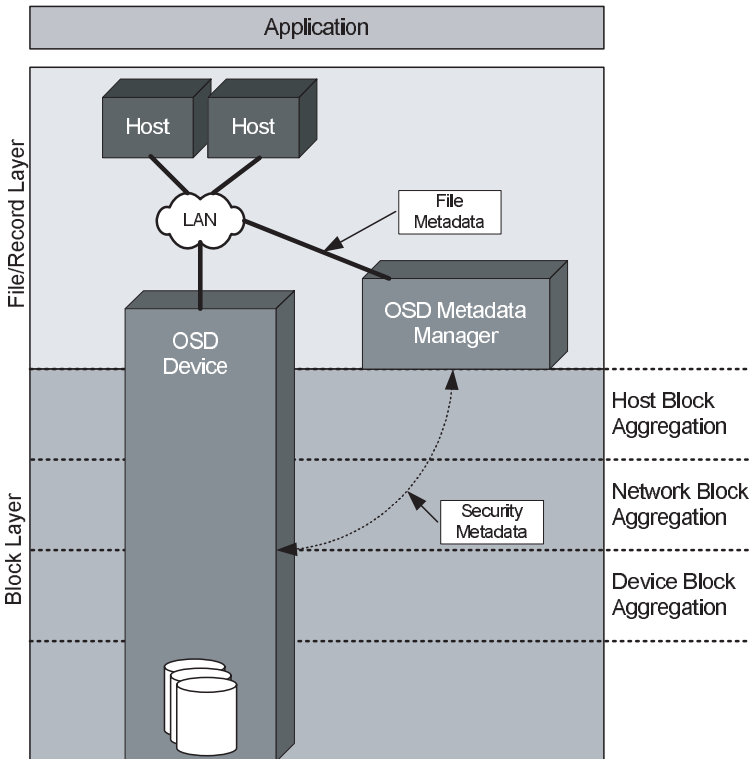 Application
File/Record Layer
Host
Host
LAN
File
Metadata
OSD Metadata
Manager
OSD
Device
Host Block
Aggregation
Block Layer
Network Block
Aggregation
Security
Metadata
Device Block
Aggregation